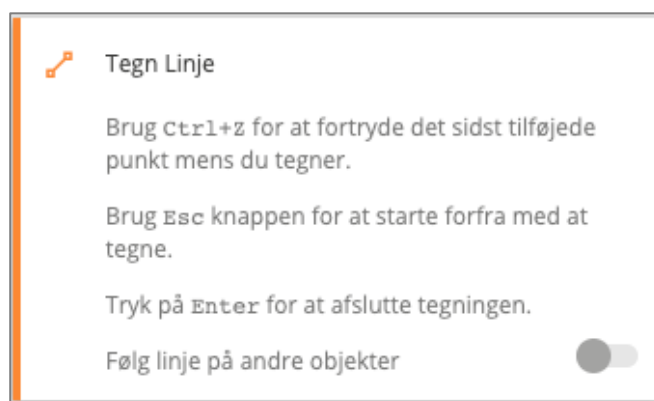 Tegn Linje
Brug Ctrl+Z for at fortryde det sidst tilføjede
punkt mens du tegner.
Brug Esc knappen for at starte forfra med at
tegne.
Tryk på Enter for at afslutte tegningen.
Følg linje på andre objekter